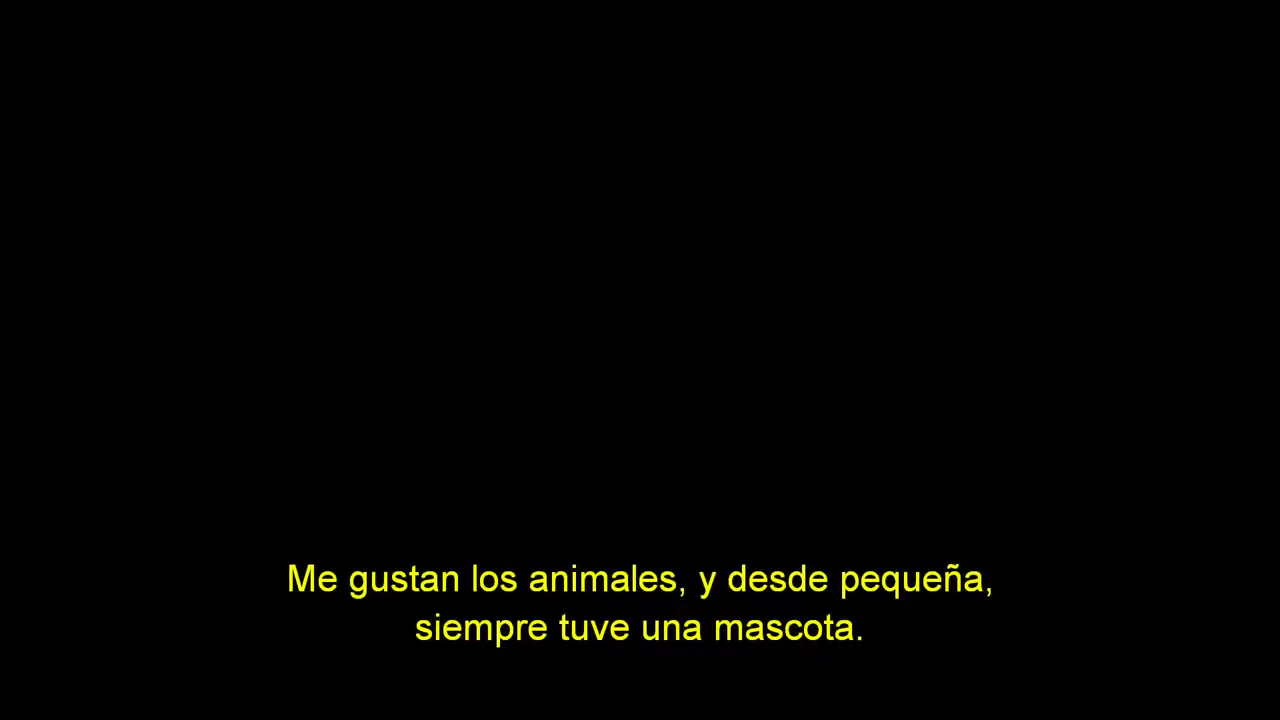 Me gustan los animales, y desde pequeña,
siempre tuve una mascota.